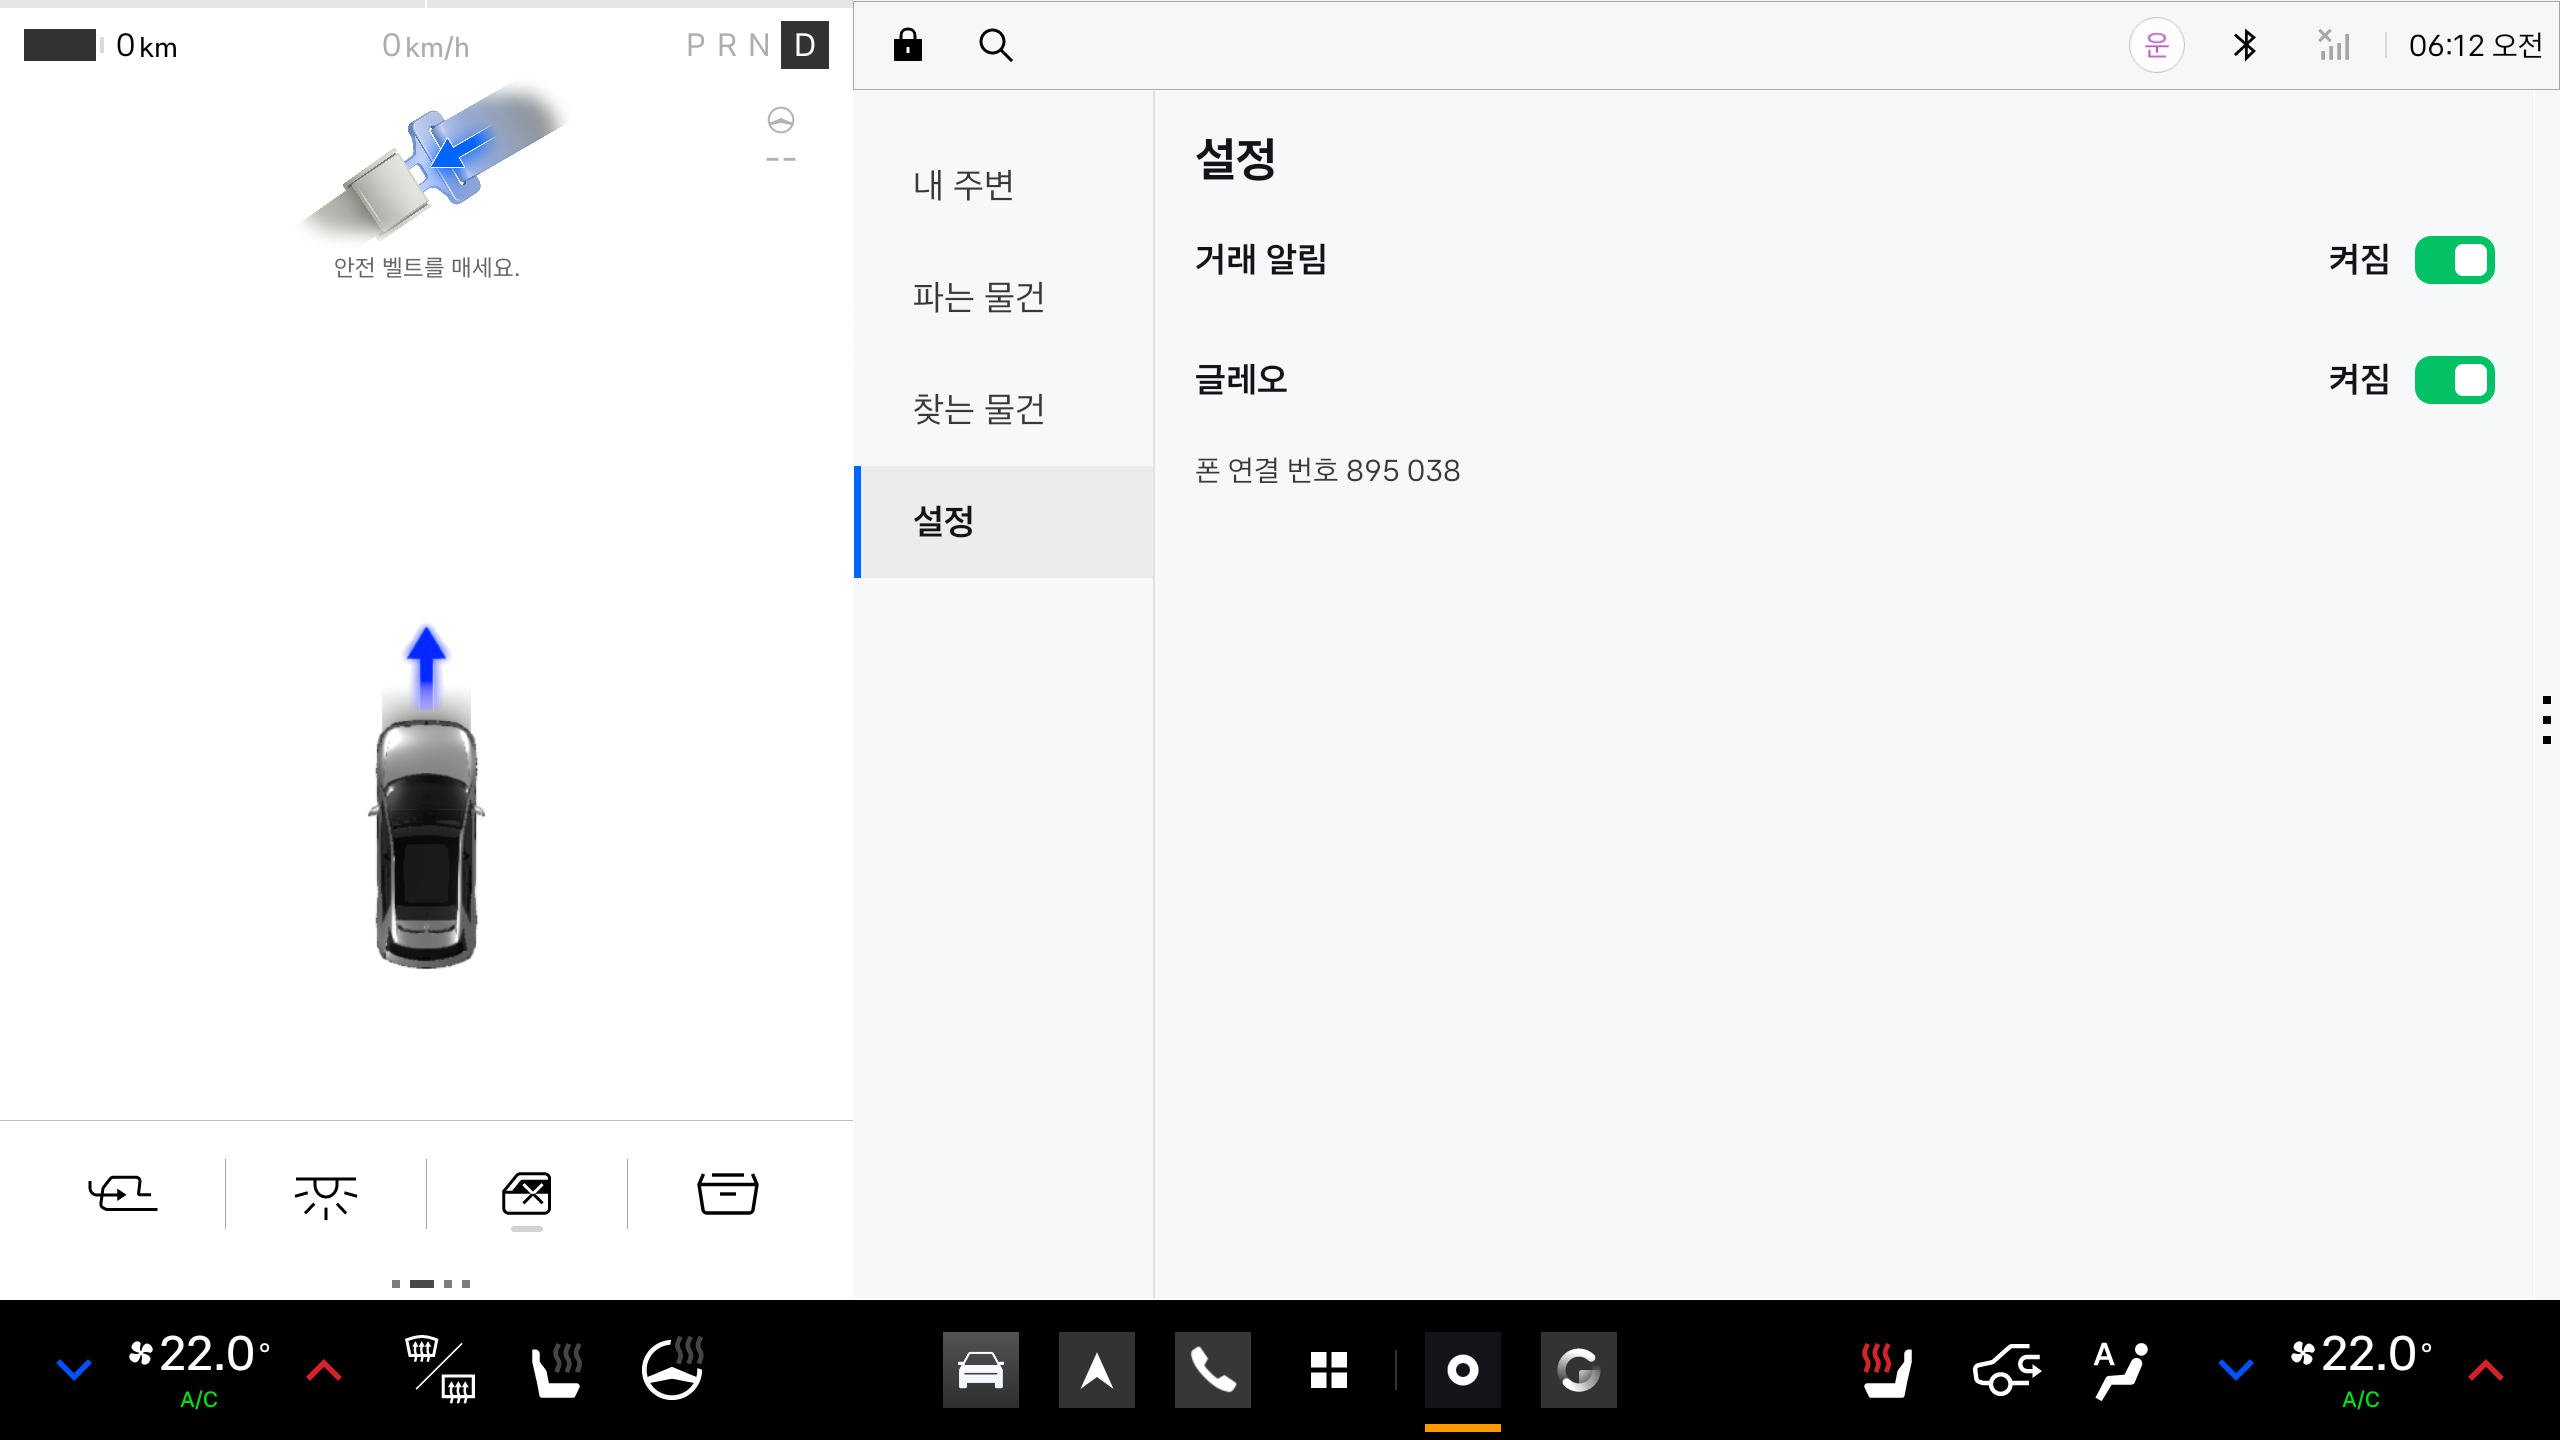 0 km
0 km/h
P R N D
운
06:12 오전
안전 벨트를 매세요.
--
내 주변
파는 물건
찾는 물건
설정
설정
거래 알림
켜짐
글레오
켜짐
폰 연결 번호 895 038
22.0°
A/C
A
22.0°
A/C